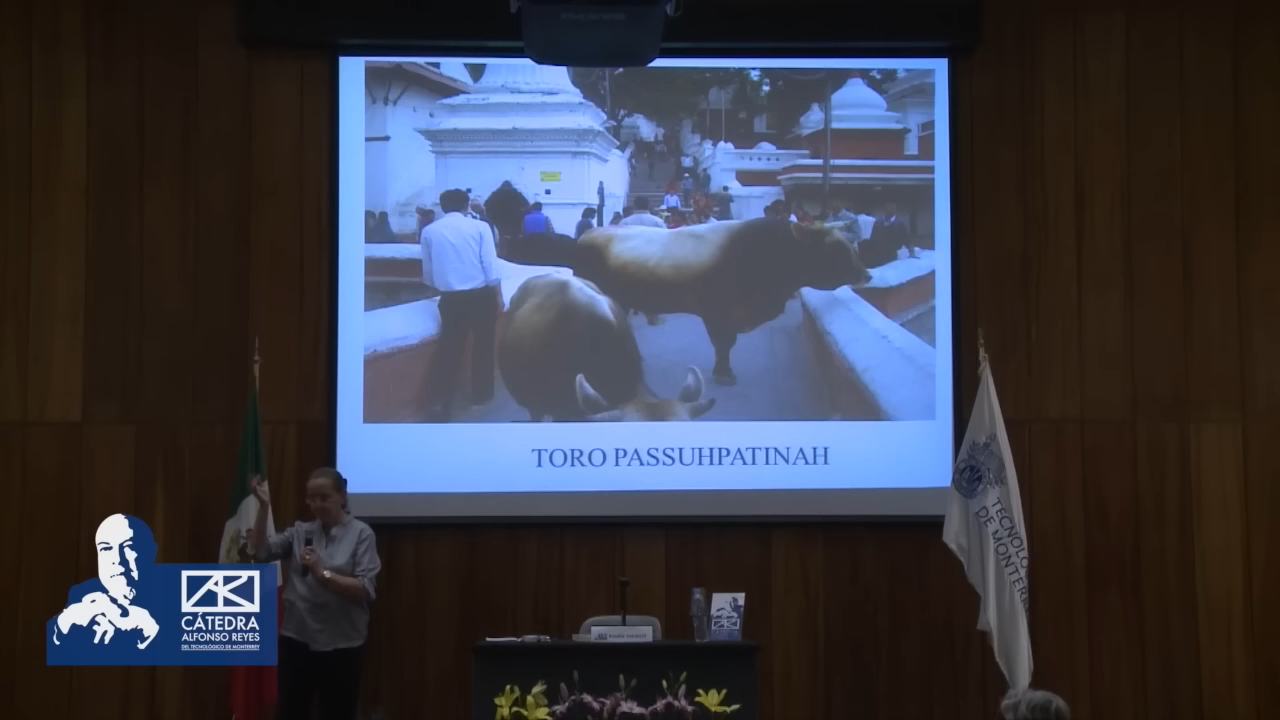 TORO PASSUHPATINAH
TECNOLÓ
DE MONTERR
CÁTEDRA
ALFONSO REYES
DEL TECNOLÓGICO DE MONTERREY